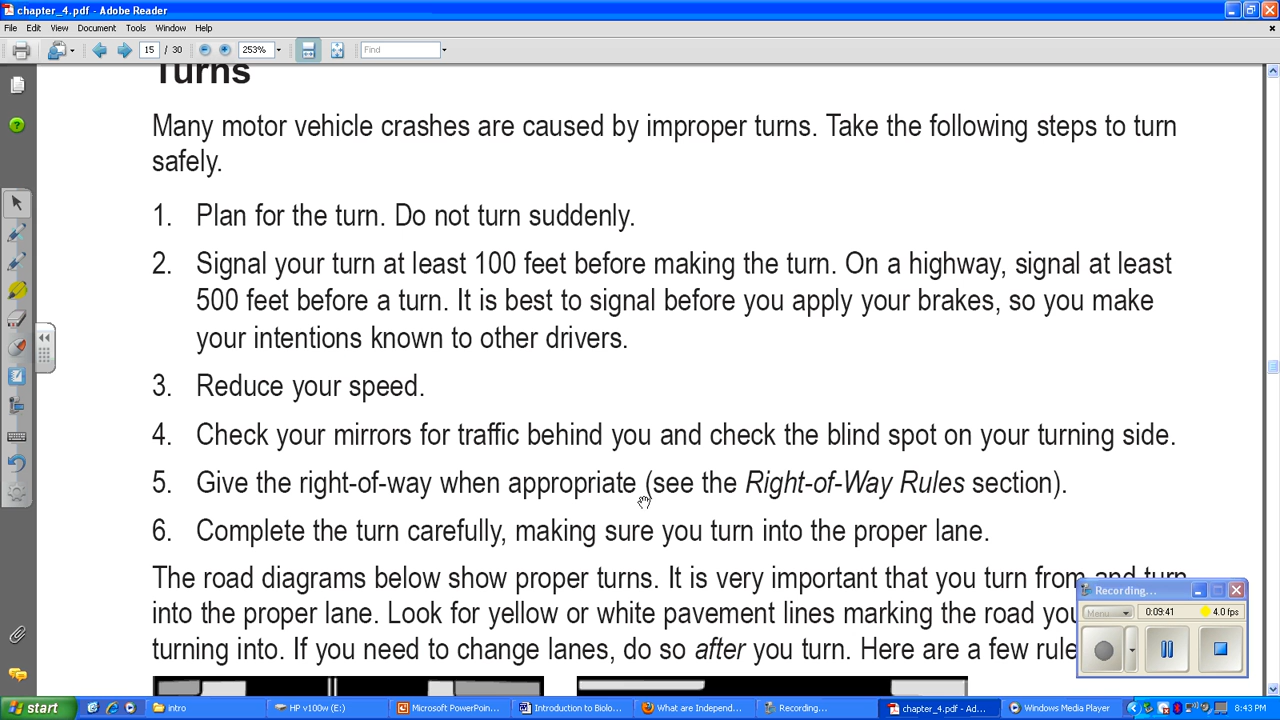 chapter_4.pdf - Adobe Reader
File Edit View Document Tools Window Help
15 / 30 253% Find
Turns
Many motor vehicle crashes are caused by improper turns. Take the following steps to turn
safely.
1. Plan for the turn. Do not turn suddenly.
2. Signal your turn at least 100 feet before making the turn. On a highway, signal at least
500 feet before a turn. It is best to signal before you apply your brakes, so you make
your intentions known to other drivers.
3. Reduce your speed.
4. Check your mirrors for traffic behind you and check the blind spot on your turning side.
5. Give the right-of-way when appropriate (see the Right-of-Way Rules section).
6. Complete the turn carefully, making sure you turn into the proper lane.
The road diagrams below show proper turns. It is very important that you turn from and turn
into the proper lane. Look for yellow or white pavement lines marking the road you
turning into. If you need to change lanes, do so after you turn. Here are a few rule
Recording...
Menu 0:09:41 4.0 fps
start intro HP v100w (E:) Microsoft PowerPoint... Introduction to Biolo... What are Independ... Recording... chapter_4.pdf - Ad... Windows Media Player 8:43 PM